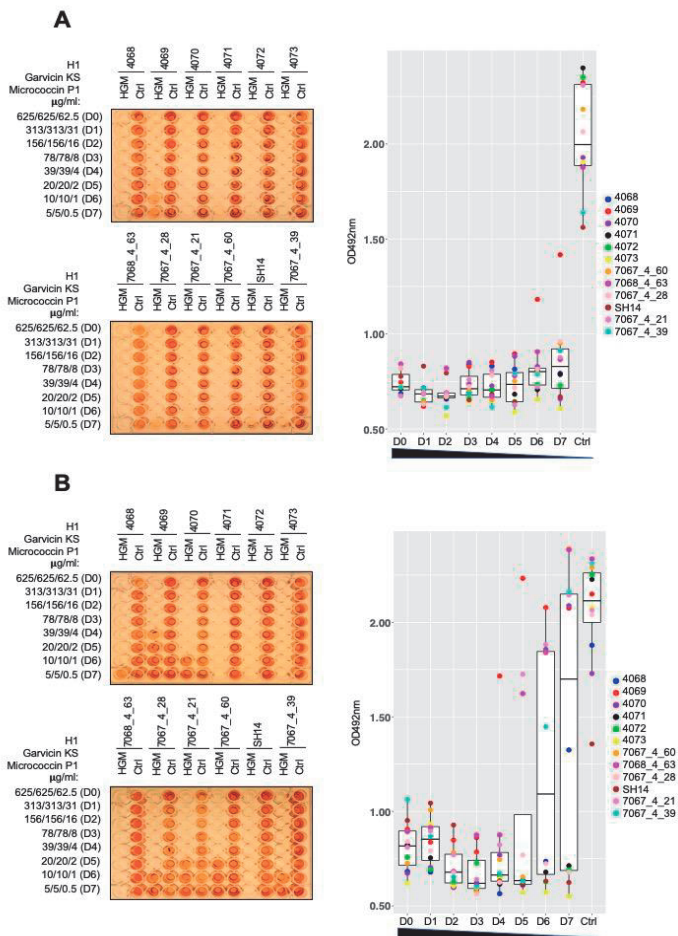 A
H1
Garvicin KS
Micrococcin P1
µg/ml:
4068
4069
4070
4071
4072
4073
HGM
Ctrl
HGM
Ctrl
HGM
Ctrl
HGM
Ctrl
HGM
Ctrl
HGM
Ctrl
625/625/62.5 (D0)
313/313/31 (D1)
156/156/16 (D2)
78/78/8 (D3)
39/39/4 (D4)
20/20/2 (D5)
10/10/1 (D6)
5/5/0.5 (D7)
H1
Garvicin KS
Micrococcin P1
µg/ml:
7068_4_63
7067_4_28
7067_4_21
7067_4_60
SH14
7067_4_39
HGM
Ctrl
HGM
Ctrl
HGM
Ctrl
HGM
Ctrl
HGM
Ctrl
HGM
Ctrl
625/625/62.5 (D0)
313/313/31 (D1)
156/156/16 (D2)
78/78/8 (D3)
39/39/4 (D4)
20/20/2 (D5)
10/10/1 (D6)
5/5/0.5 (D7)
OD492nm
2.00
1.50
1.00
0.50
D0 D1 D2 D3 D4 D5 D6 D7 Ctrl
4068
4069
4070
4071
4072
4073
7067_4_60
7068_4_63
7067_4_28
SH14
7067_4_21
7067_4_39
B
H1
Garvicin KS
Micrococcin P1
µg/ml:
4068
4069
4070
4071
4072
4073
HGM
Ctrl
HGM
Ctrl
HGM
Ctrl
HGM
Ctrl
HGM
Ctrl
HGM
Ctrl
625/625/62.5 (D0)
313/313/31 (D1)
156/156/16 (D2)
78/78/8 (D3)
39/39/4 (D4)
20/20/2 (D5)
10/10/1 (D6)
5/5/0.5 (D7)
H1
Garvicin KS
Micrococcin P1
µg/ml:
7068_4_63
7067_4_28
7067_4_21
7067_4_60
SH14
7067_4_39
HGM
Ctrl
HGM
Ctrl
HGM
Ctrl
HGM
Ctrl
HGM
Ctrl
HGM
Ctrl
625/625/62.5 (D0)
313/313/31 (D1)
156/156/16 (D2)
78/78/8 (D3)
39/39/4 (D4)
20/20/2 (D5)
10/10/1 (D6)
5/5/0.5 (D7)
OD492nm
2.00
1.50
1.00
0.50
D0 D1 D2 D3 D4 D5 D6 D7 Ctrl
4068
4069
4070
4071
4072
4073
7067_4_60
7068_4_63
7067_4_28
SH14
7067_4_21
7067_4_39